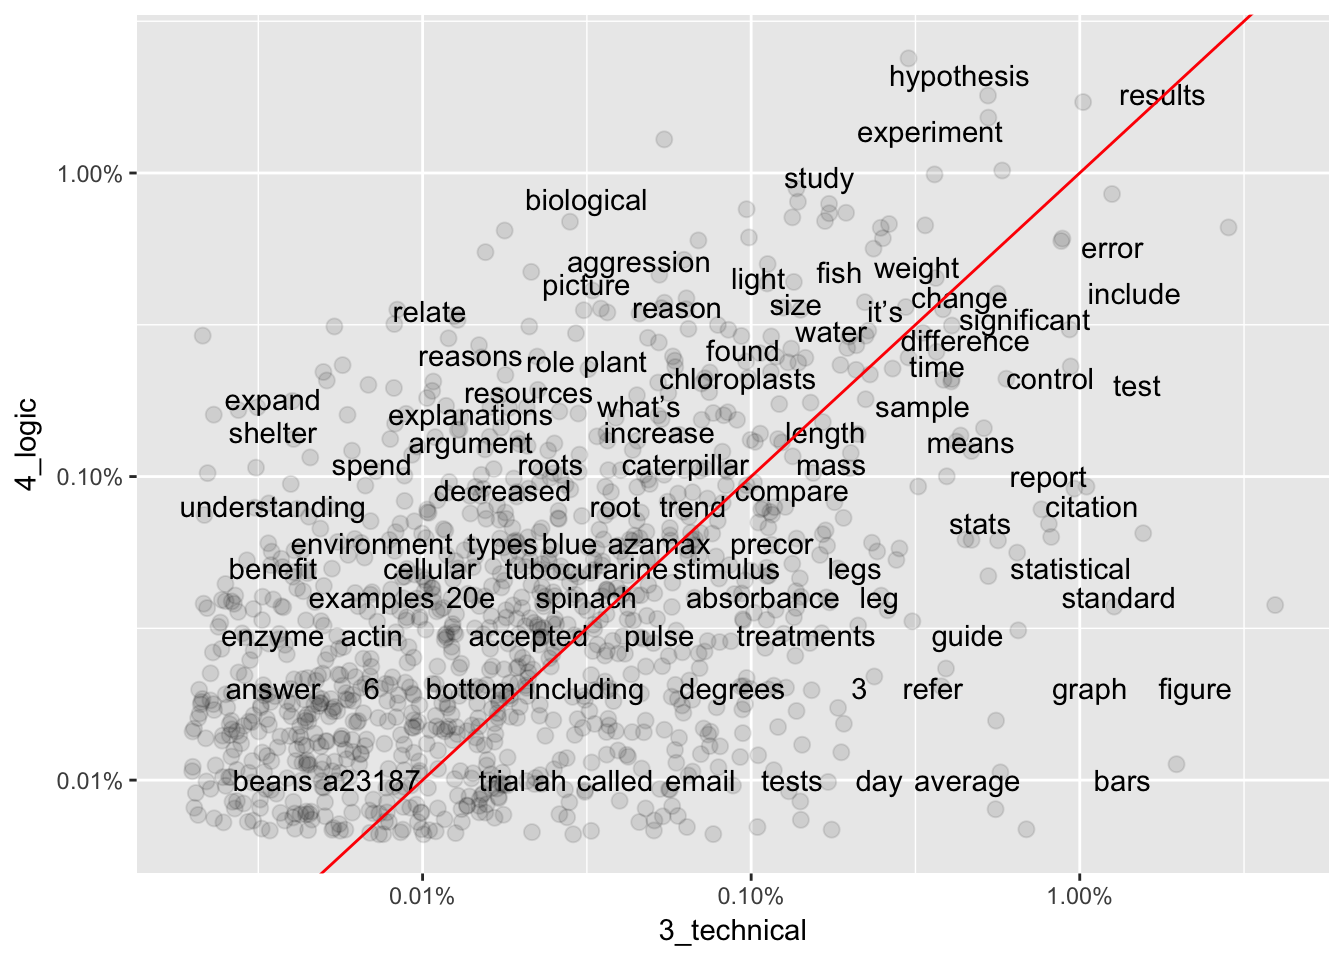 hypothesis
results
experiment
1.00%
study
biological
error
aggression
light fish weight
picture
include
relate
reason
size it’s change
significant
water
difference
reasons role plant
found
time
chloroplasts
control test
resources
expand
explanations
what’s
sample
shelter
argument
increase
length
means
spend
roots
caterpillar
mass
0.10%
report
decreased
compare
understanding
root trend
citation
stats
environment types blue azamax precor
benefit
cellular
tubocurarine stimulus
legs
statistical
examples 20e
spinach
absorbance leg
standard
enzyme actin
accepted
pulse
treatments
guide
answer
6
bottom including
degrees
3
refer
graph figure
0.01%
beans a23187
trial ah called email tests
day average
bars
4_logic
0.01%
0.10%
1.00%
3_technical